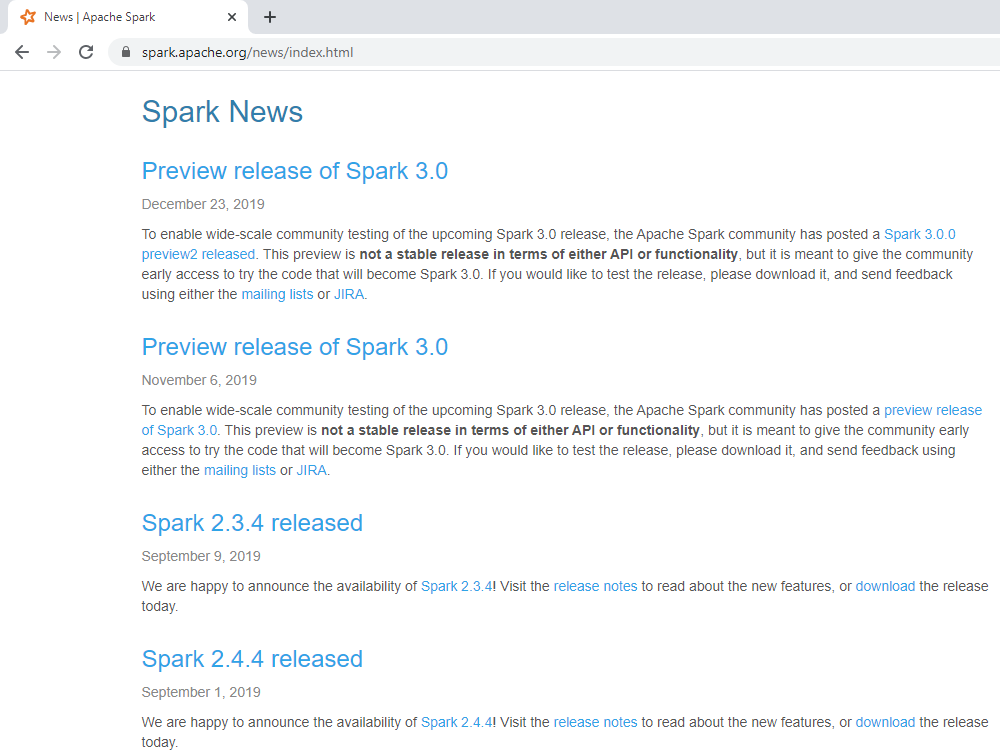 News | Apache Spark
spark.apache.org/news/index.html
Spark News
Preview release of Spark 3.0
December 23, 2019
To enable wide-scale community testing of the upcoming Spark 3.0 release, the Apache Spark community has posted a Spark 3.0.0
preview2 released. This preview is not a stable release in terms of either API or functionality, but it is meant to give the community
early access to try the code that will become Spark 3.0. If you would like to test the release, please download it, and send feedback
using either the mailing lists or JIRA.
Preview release of Spark 3.0
November 6, 2019
To enable wide-scale community testing of the upcoming Spark 3.0 release, the Apache Spark community has posted a preview release
of Spark 3.0. This preview is not a stable release in terms of either API or functionality, but it is meant to give the community early
access to try the code that will become Spark 3.0. If you would like to test the release, please download it, and send feedback using
either the mailing lists or JIRA.
Spark 2.3.4 released
September 9, 2019
We are happy to announce the availability of Spark 2.3.4! Visit the release notes to read about the new features, or download the release
today.
Spark 2.4.4 released
September 1, 2019
We are happy to announce the availability of Spark 2.4.4! Visit the release notes to read about the new features, or download the release
today.